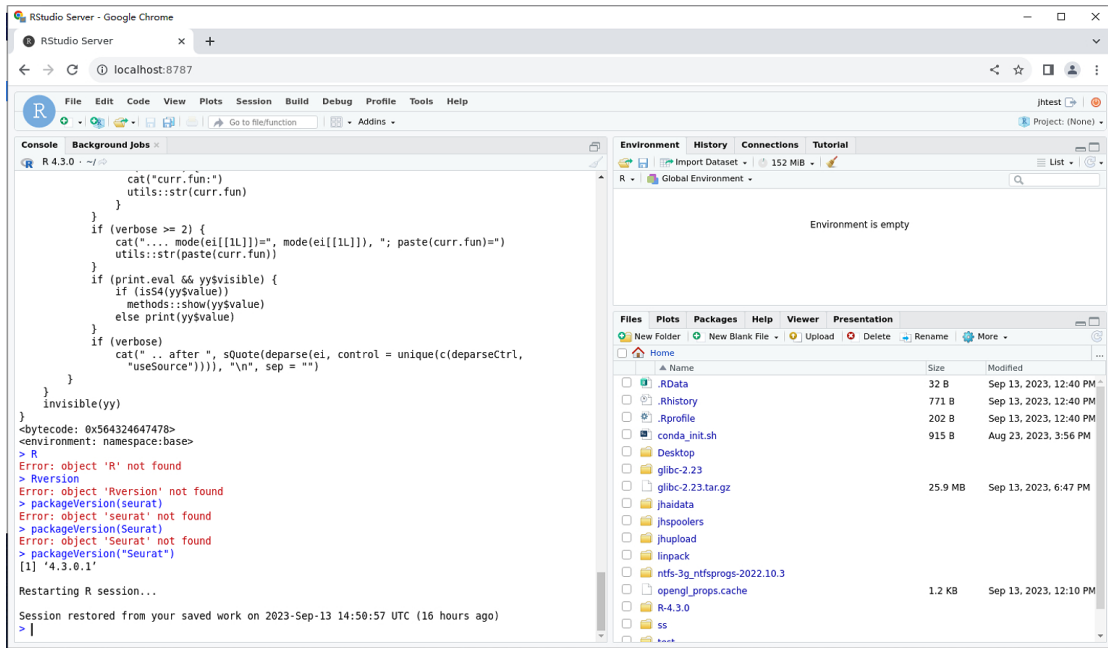 RStudio Server - Google Chrome
RStudio Server
localhost:8787
R
File Edit Code View Plots Session Build Debug Profile Tools Help
jhtest
Go to file/function
Addins
Project: (None)
Console Background Jobs
R 4.3.0 · ~/
cat("curr.fun:")
utils::str(curr.fun)
}
}
if (verbose >= 2) {
cat(".... mode(ei[[1L]])=", mode(ei[[1L]]), "; paste(curr.fun)=")
utils::str(paste(curr.fun))
}
if (print.eval && yy$visible) {
if (isS4(yy$value))
methods::show(yy$value)
else print(yy$value)
}
if (verbose)
cat(" .. after ", sQuote(deparse(ei, control = unique(c(deparseCtrl,
"useSource")))), "\n", sep = "")
}
}
invisible(yy)
}
<bytecode: 0x564324647478>
<environment: namespace:base>
> R
Error: object 'R' not found
> Rversion
Error: object 'Rversion' not found
> packageVersion(seurat)
Error: object 'seurat' not found
> packageVersion(Seurat)
Error: object 'Seurat' not found
> packageVersion("Seurat")
[1] ‘4.3.0.1’
Restarting R session...
Session restored from your saved work on 2023-Sep-13 14:50:57 UTC (16 hours ago)
>
Environment History Connections Tutorial
Import Dataset 152 MiB List
R Global Environment
Environment is empty
Files Plots Packages Help Viewer Presentation
New Folder New Blank File Upload Delete Rename More
Home ...
Name Size Modified
.RData 32 B Sep 13, 2023, 12:40 PM
.Rhistory 771 B Sep 13, 2023, 12:40 PM
.Rprofile 202 B Sep 13, 2023, 12:40 PM
conda_init.sh 915 B Aug 23, 2023, 3:56 PM
Desktop
glibc-2.23
glibc-2.23.tar.gz 25.9 MB Sep 13, 2023, 6:47 PM
jhaidata
jhspoolers
jhupload
linpack
ntfs-3g_ntfsprogs-2022.10.3
opengl_props.cache 1.2 KB Sep 13, 2023, 12:10 PM
R-4.3.0
ss